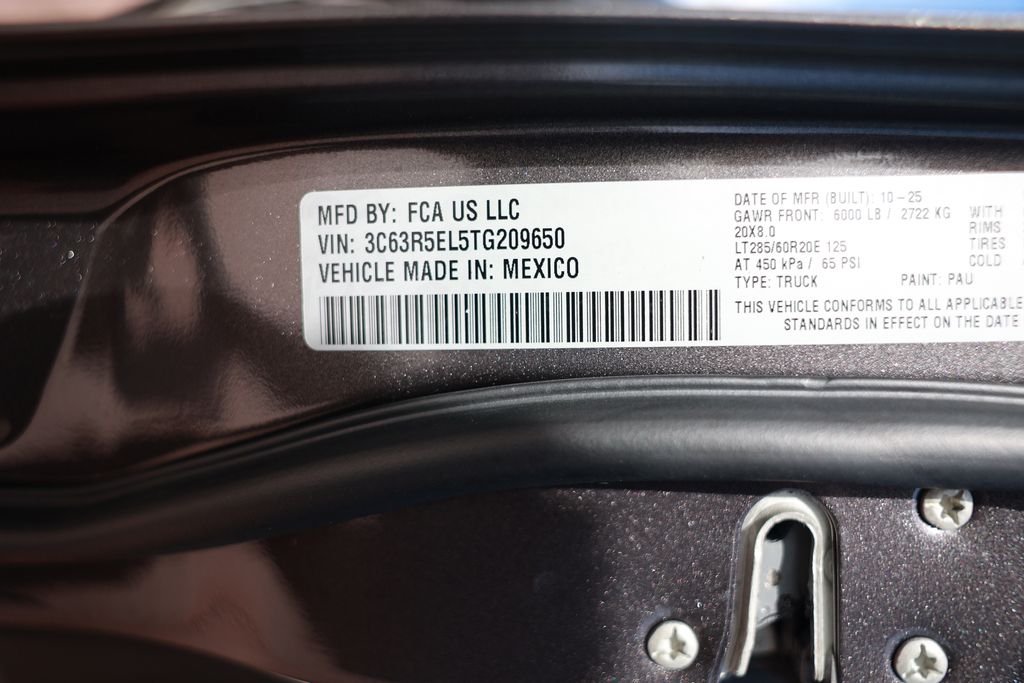 MFD BY: FCA US LLC
VIN: 3C63R5EL5TG209650
VEHICLE MADE IN: MEXICO
DATE OF MFR (BUILT): 10-25
GAWR FRONT: 6000 LB / 2722 KG WITH
20X8.0 RIMS
LT285/60R20E 125 TIRES
AT 450 kPa / 65 PSI COLD
TYPE: TRUCK PAINT: PAU
THIS VEHICLE CONFORMS TO ALL APPLICABLE
STANDARDS IN EFFECT ON THE DATE